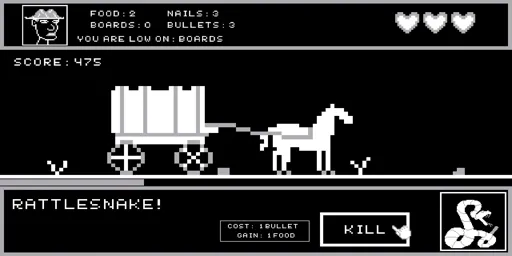 FOOD: 2 NAILS: 3
BOARDS: 0 BULLETS: 3
YOU ARE LOW ON: BOARDS
SCORE: 475
RATTLESNAKE!
COST: 1 BULLET
GAIN: 1 FOOD
KILL